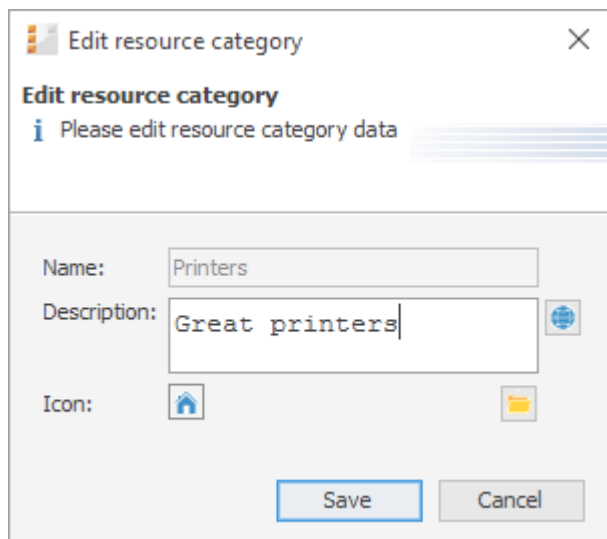 Edit resource category
Edit resource category
Please edit resource category data
Name: Printers
Description: Great printers
Icon:
Save Cancel